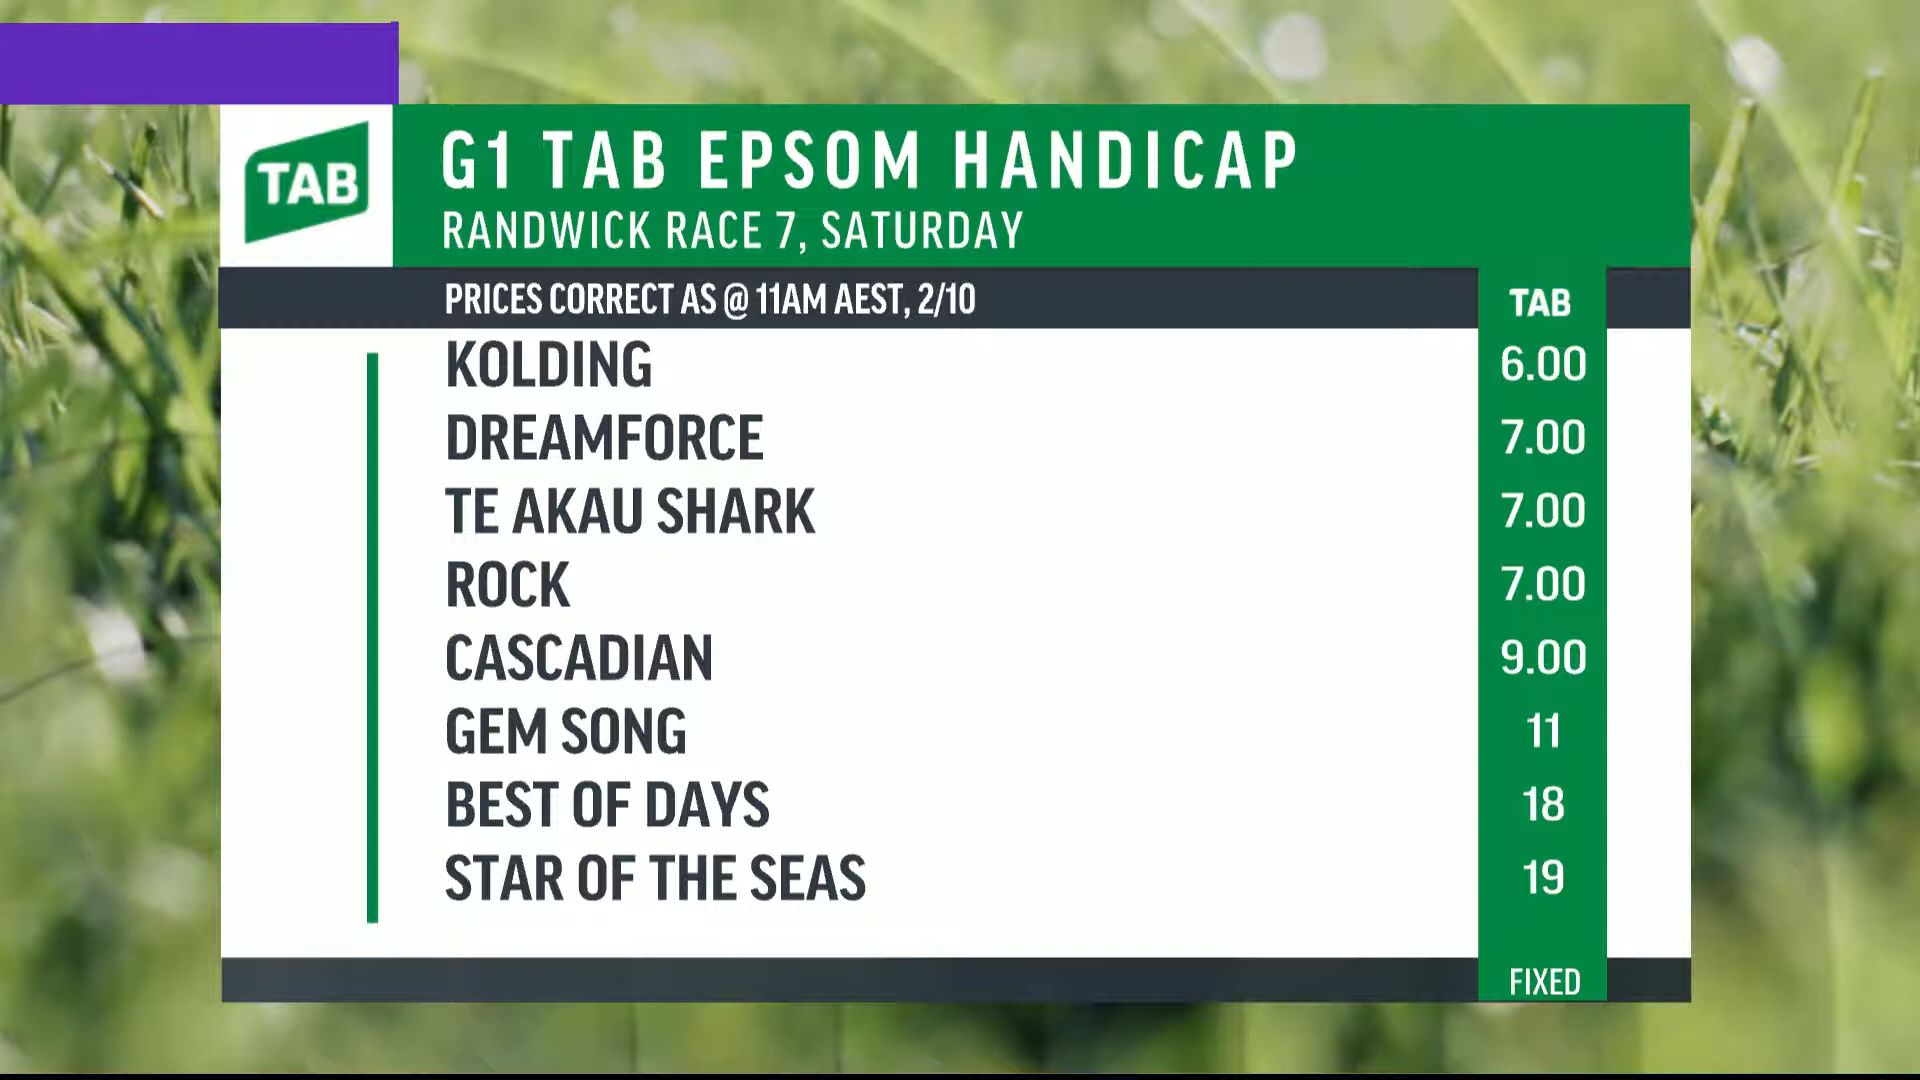 TAB
G1 TAB EPSOM HANDICAP
RANDWICK RACE 7, SATURDAY
PRICES CORRECT AS @ 11AM AEST, 2/10 TAB
KOLDING 6.00
DREAMFORCE 7.00
TE AKAU SHARK 7.00
ROCK 7.00
CASCADIAN 9.00
GEM SONG 11
BEST OF DAYS 18
STAR OF THE SEAS 19
FIXED